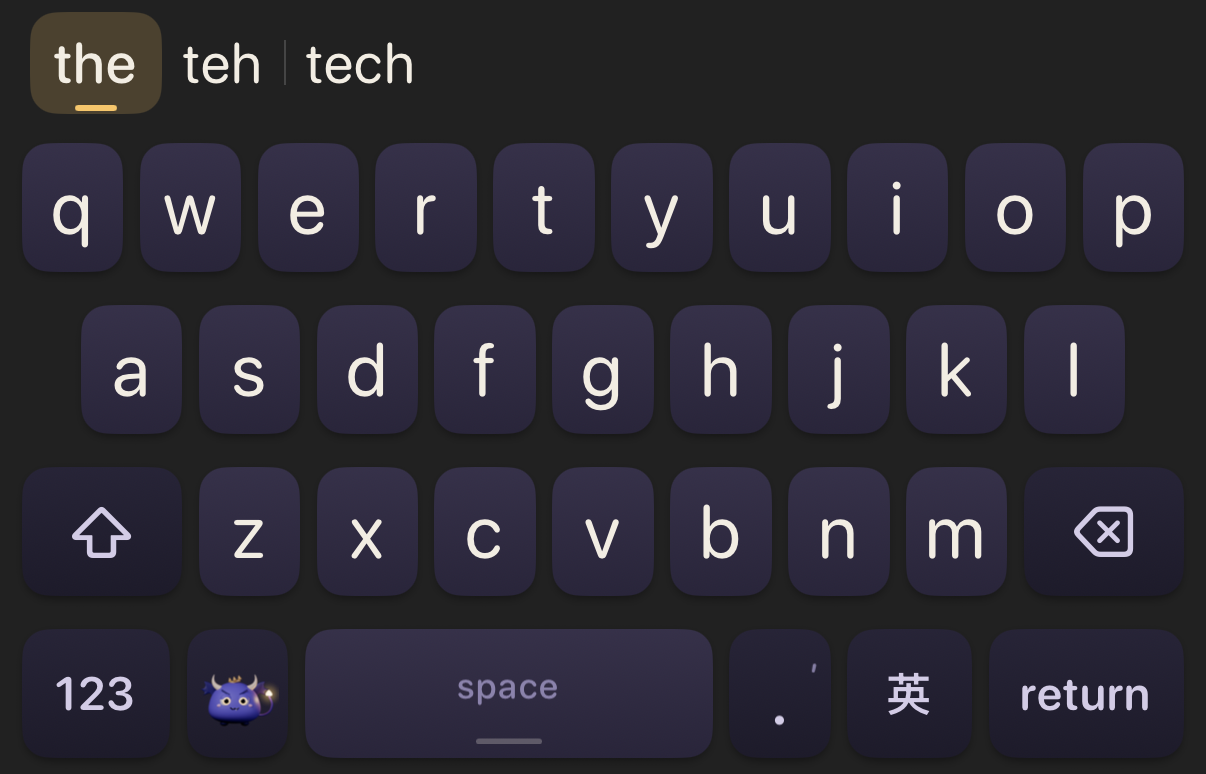 the teh tech
q w e r t y u i o p
a s d f g h j k l
z x c v b n m
123 space . ' 英 return